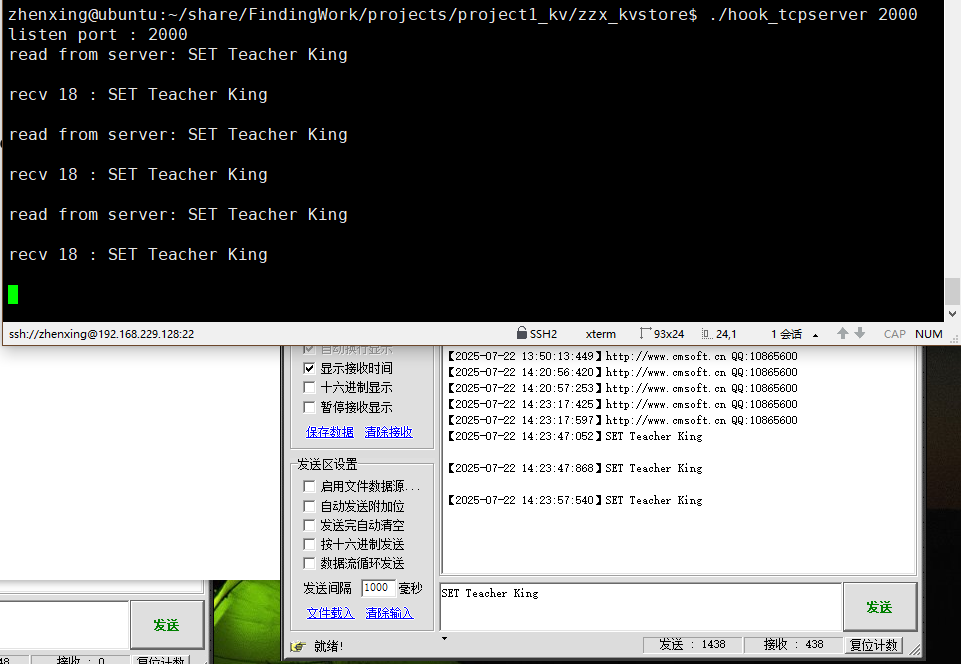 zhenxing@ubuntu:~/share/FindingWork/projects/project1_kv/zzx_kvstore$ ./hook_tcpserver 2000
listen port : 2000
read from server: SET Teacher King
recv 18 : SET Teacher King
read from server: SET Teacher King
recv 18 : SET Teacher King
read from server: SET Teacher King
recv 18 : SET Teacher King
ssh://zhenxing@192.168.229.128:22 SSH2 xterm 93x24 24,1 1 会话 CAP NUM
自动换行显示
显示接收时间
十六进制显示
暂停接收显示
保存数据 清除接收
发送区设置
启用文件数据源...
自动发送附加位
发送完自动清空
按十六进制发送
数据流循环发送
发送间隔 1000 毫秒
文件载入 清除输入
就绪!
【2025-07-22 13:50:13:449】http://www.cmsoft.cn QQ:10865600
【2025-07-22 14:20:56:420】http://www.cmsoft.cn QQ:10865600
【2025-07-22 14:20:57:253】http://www.cmsoft.cn QQ:10865600
【2025-07-22 14:23:17:425】http://www.cmsoft.cn QQ:10865600
【2025-07-22 14:23:17:597】http://www.cmsoft.cn QQ:10865600
【2025-07-22 14:23:47:052】SET Teacher King
【2025-07-22 14:23:47:868】SET Teacher King
【2025-07-22 14:23:57:540】SET Teacher King
SET Teacher King
发送
发送 : 1438 接收 : 438 复位计数
发送
48 接收 : 0 复位计数